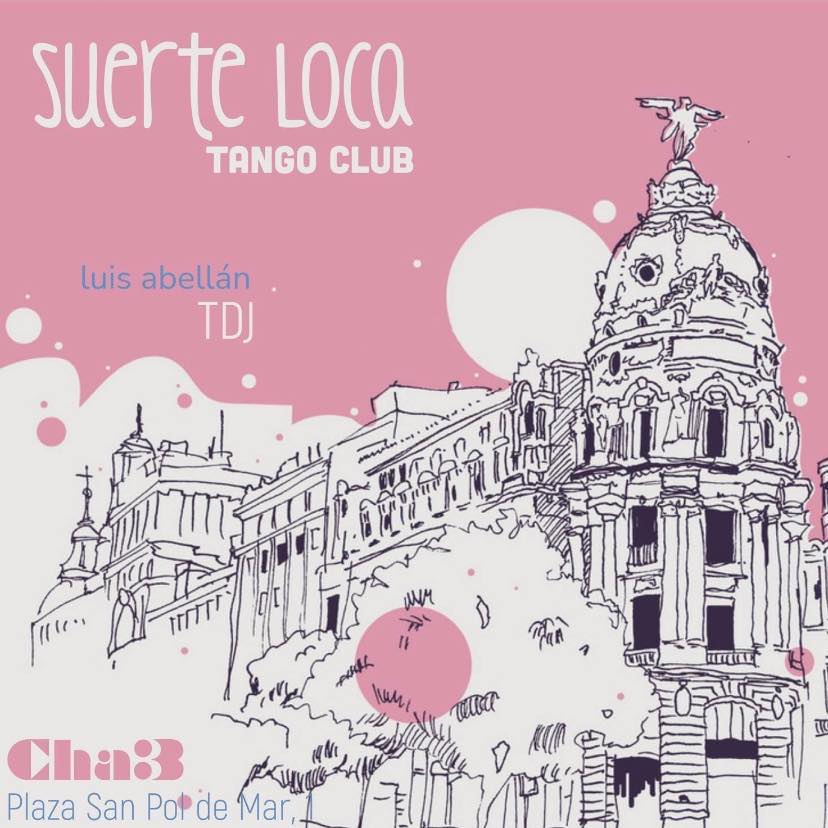 suerte loca
TANGO CLUB
luis abellán
TDJ
Cha3
Plaza San Pol de Mar, 1